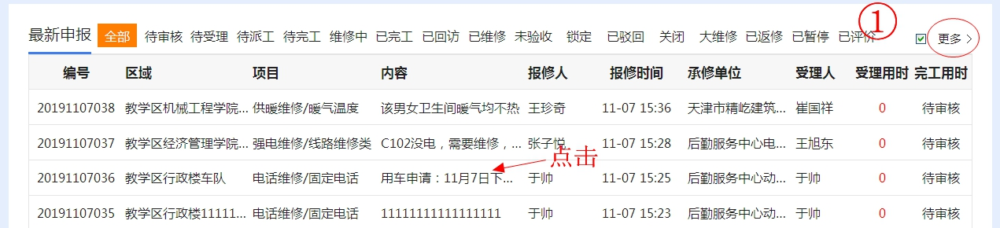 ①
最新申报 全部 待审核 待受理 待派工 待完工 维修中 已完工 已回访 已维修 未验收 锁定 已驳回 关闭 大维修 已返修 已暂停 已评价 更多 >
编号 区域 项目 内容 报修人 报修时间 承修单位 受理人 受理用时 完工用时
20191107038 教学区机械工程学院... 供暖维修/暖气温度 该男女卫生间暖气均不热 王珍奇 11-07 15:36 天津市精屹建筑... 崔国祥 0 待审核
20191107037 教学区经济管理学院... 强电维修/线路维修类 C102没电，需要维修，... 张子悦 11-07 15:28 后勤服务中心电... 王旭东 0 待审核
点击
20191107036 教学区行政楼车队 电话维修/固定电话 用车申请：11月7日下... 于帅 11-07 15:25 后勤服务中心动... 于帅 0 待审核
20191107035 教学区行政楼11111... 电话维修/固定电话 11111111111111111 于帅 11-07 15:23 后勤服务中心动... 于帅 0 待审核